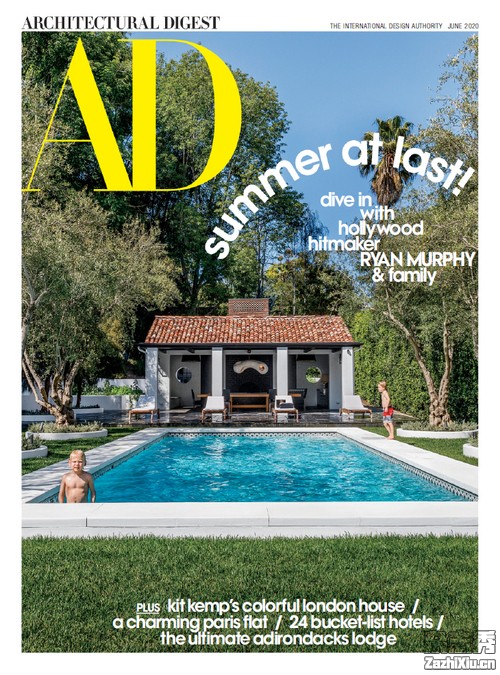 ARCHITECTURAL DIGEST
THE INTERNATIONAL DESIGN AUTHORITY JUNE 2020
AD
summer at last!
dive in
with
hollywood
hitmaker
RYAN MURPHY
& family
PLUS kit kemp's colorful london house /
a charming paris flat / 24 bucket-list hotels /
the ultimate adirondacks lodge
ZazhiXiu.cn